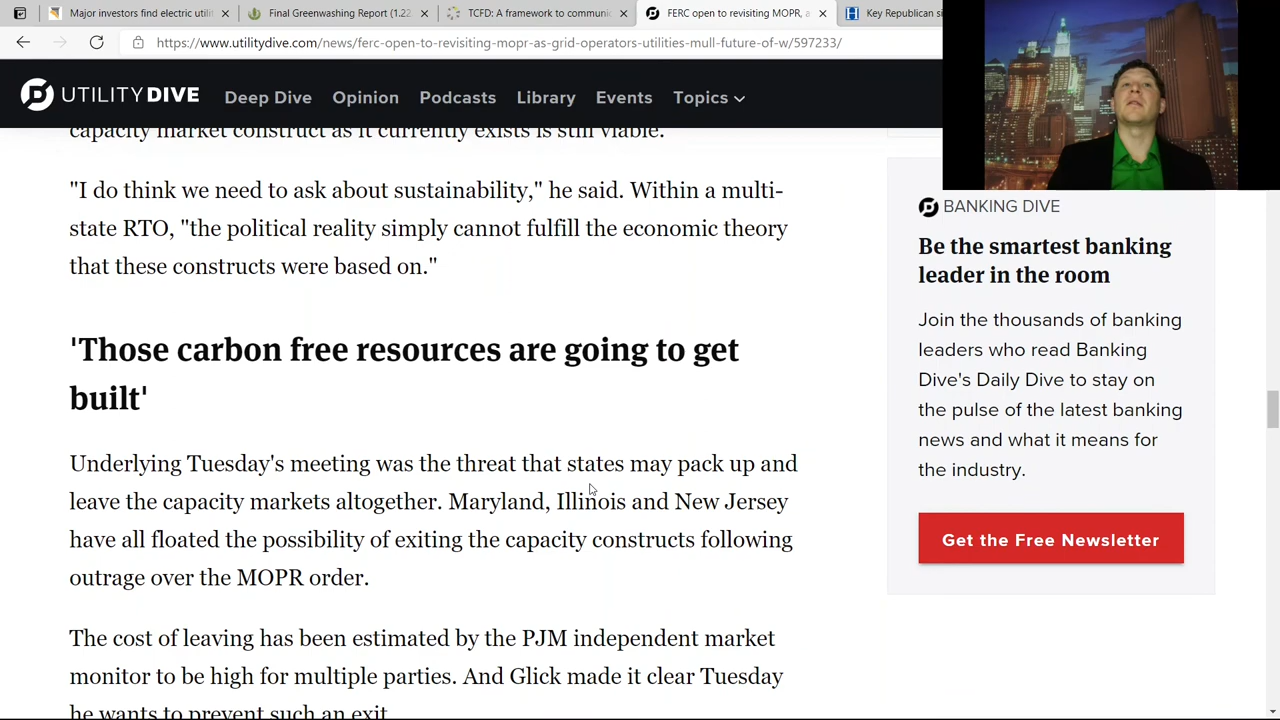 Major investors find electric utili
Final Greenwashing Report (1.22
TCFD: A framework to communic
FERC open to revisiting MOPR, a
Key Republican si
https://www.utilitydive.com/news/ferc-open-to-revisiting-mopr-as-grid-operators-utilities-mull-future-of-w/597233/
UTILITY DIVE
Deep Dive Opinion Podcasts Library Events Topics
capacity market construct as it currently exists is still viable.
"I do think we need to ask about sustainability," he said. Within a multi-
state RTO, "the political reality simply cannot fulfill the economic theory
that these constructs were based on."
'Those carbon free resources are going to get
built'
Underlying Tuesday's meeting was the threat that states may pack up and
leave the capacity markets altogether. Maryland, Illinois and New Jersey
have all floated the possibility of exiting the capacity constructs following
outrage over the MOPR order.
The cost of leaving has been estimated by the PJM independent market
monitor to be high for multiple parties. And Glick made it clear Tuesday
he wants to prevent such an exit
BANKING DIVE
Be the smartest banking
leader in the room
Join the thousands of banking
leaders who read Banking
Dive's Daily Dive to stay on
the pulse of the latest banking
news and what it means for
the industry.
Get the Free Newsletter